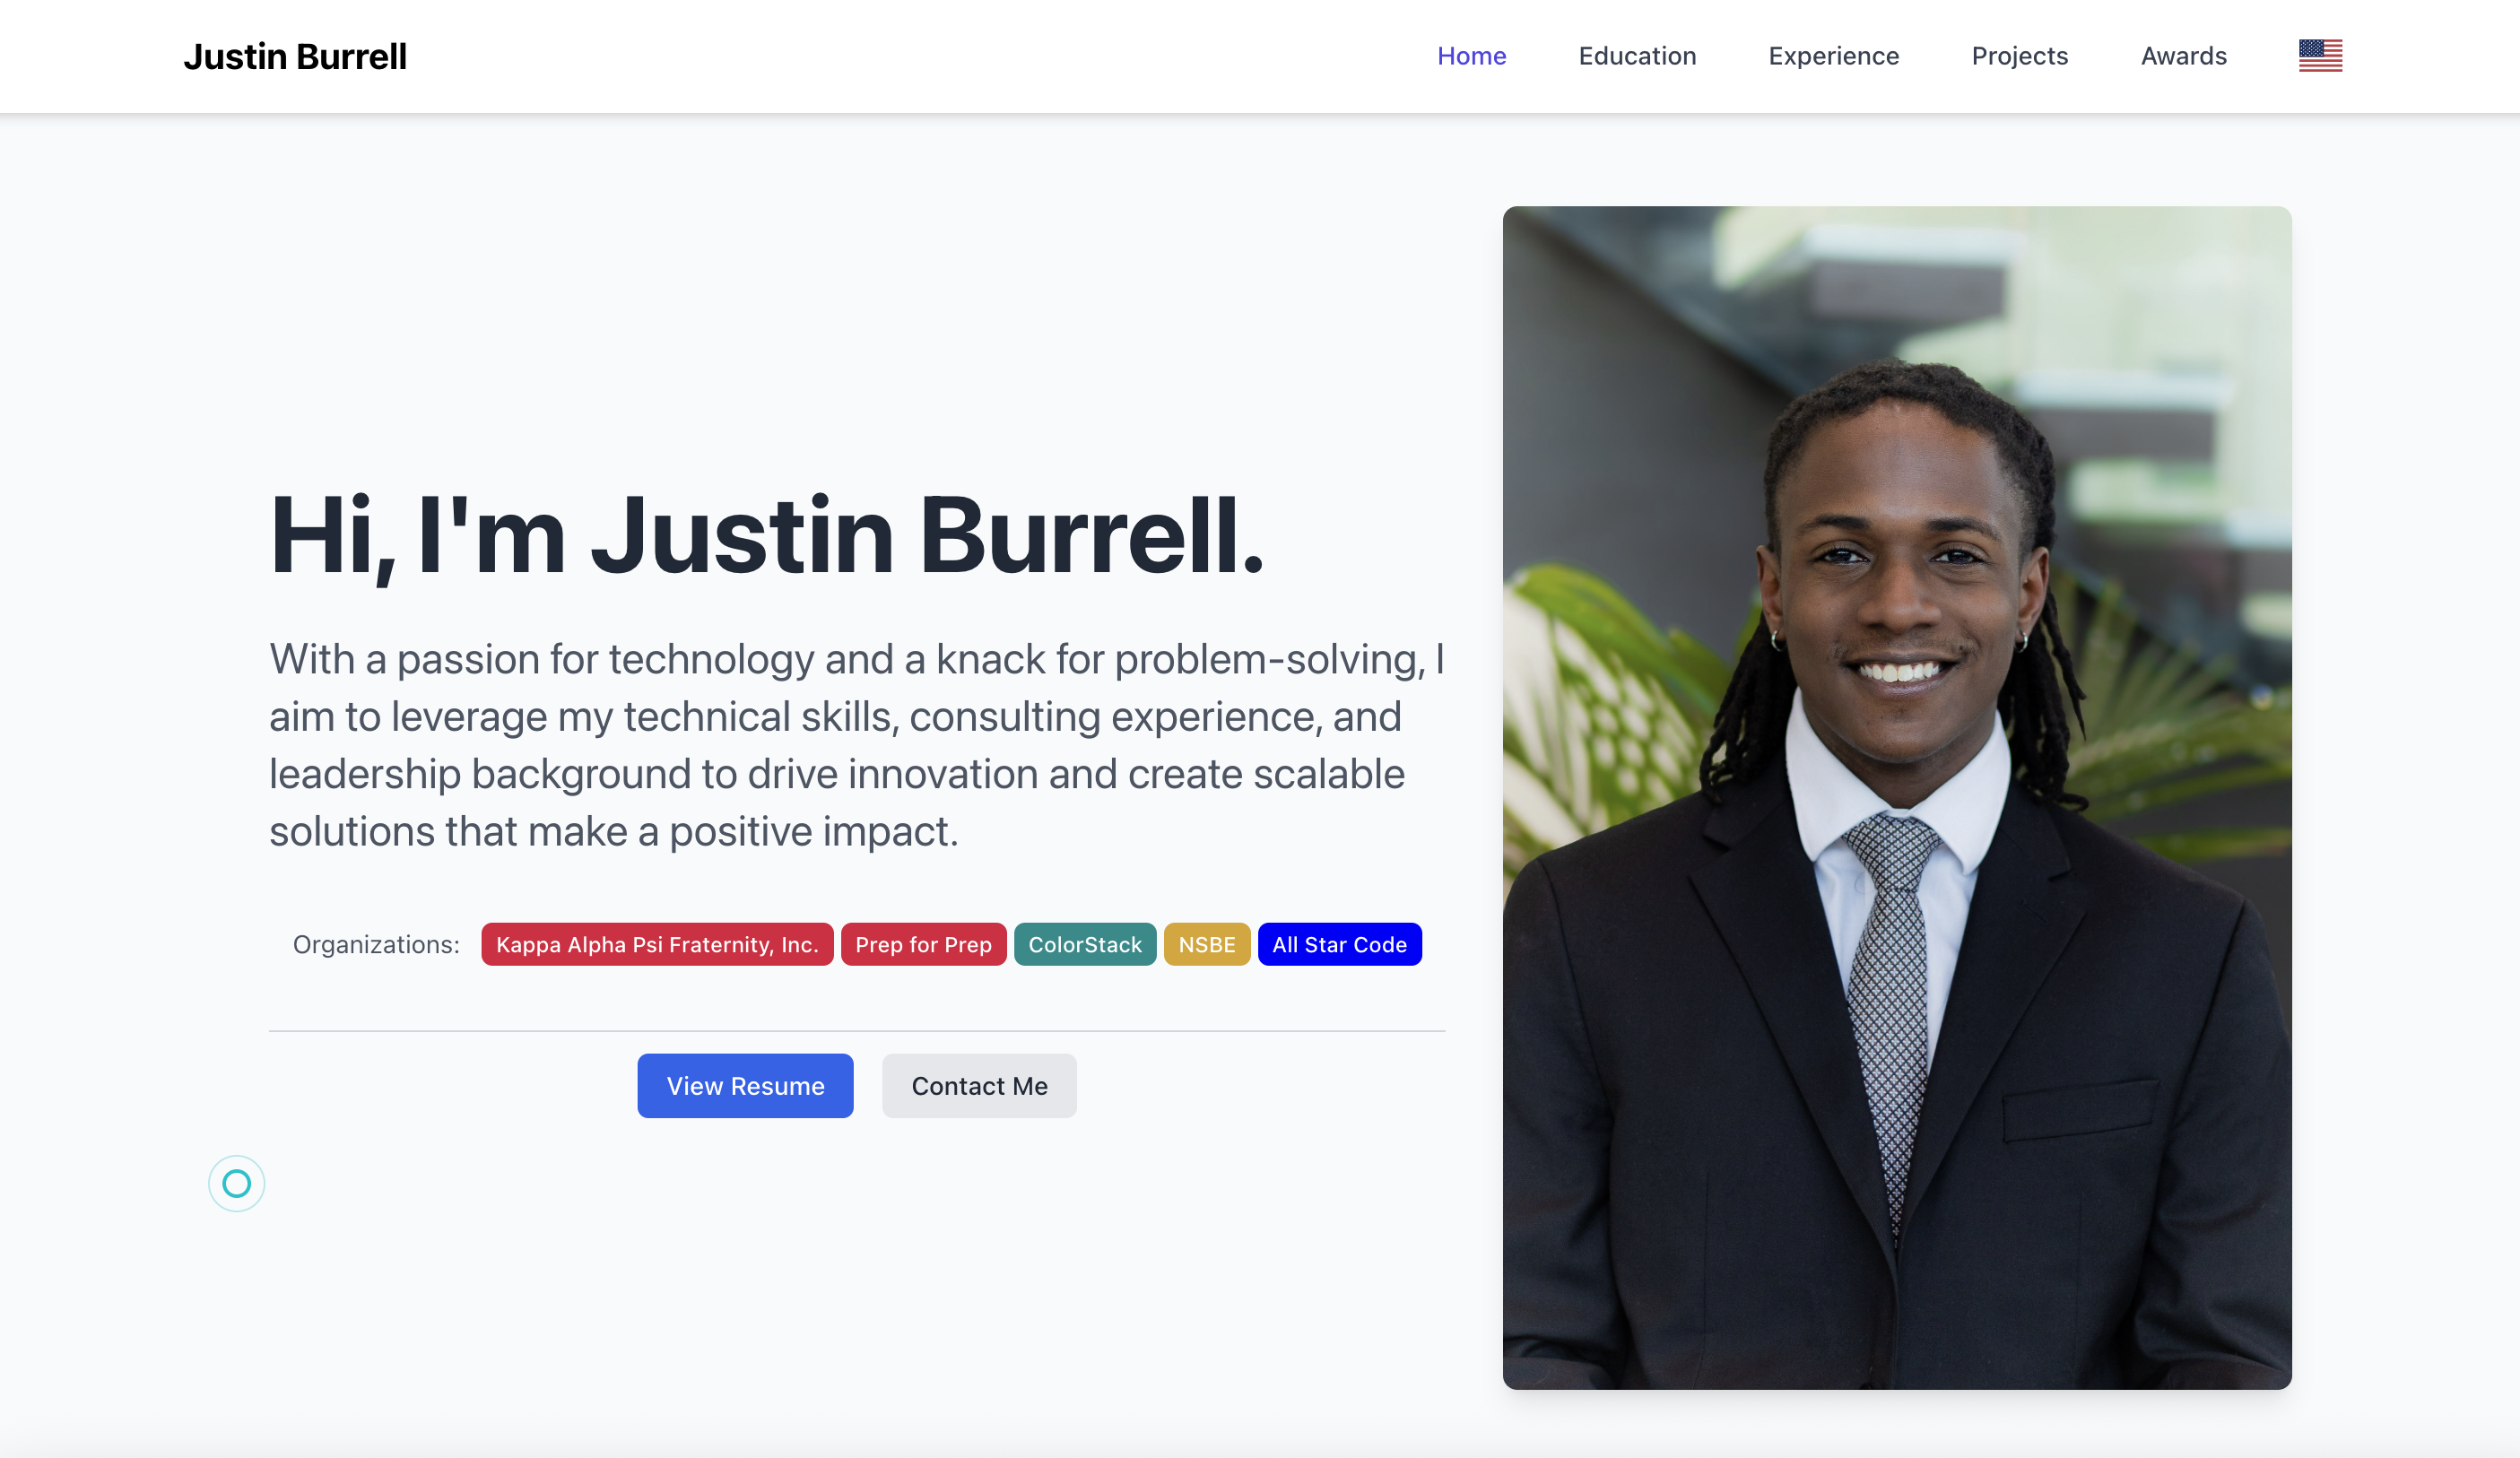 Justin Burrell
Home Education Experience Projects Awards
Hi, I'm Justin Burrell.
With a passion for technology and a knack for problem-solving, I
aim to leverage my technical skills, consulting experience, and
leadership background to drive innovation and create scalable
solutions that make a positive impact.
Organizations: Kappa Alpha Psi Fraternity, Inc. Prep for Prep ColorStack NSBE All Star Code
View Resume Contact Me